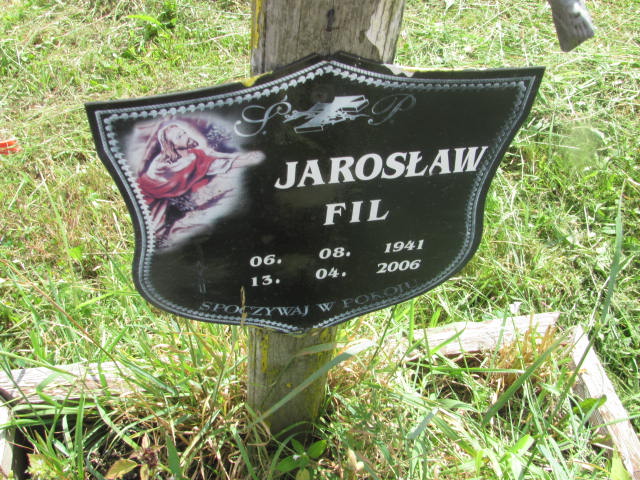 Ś P
JAROSŁAW
FIL
06. 08. 1941
13. 04. 2006
SPOCZYWAJ W POKOJU